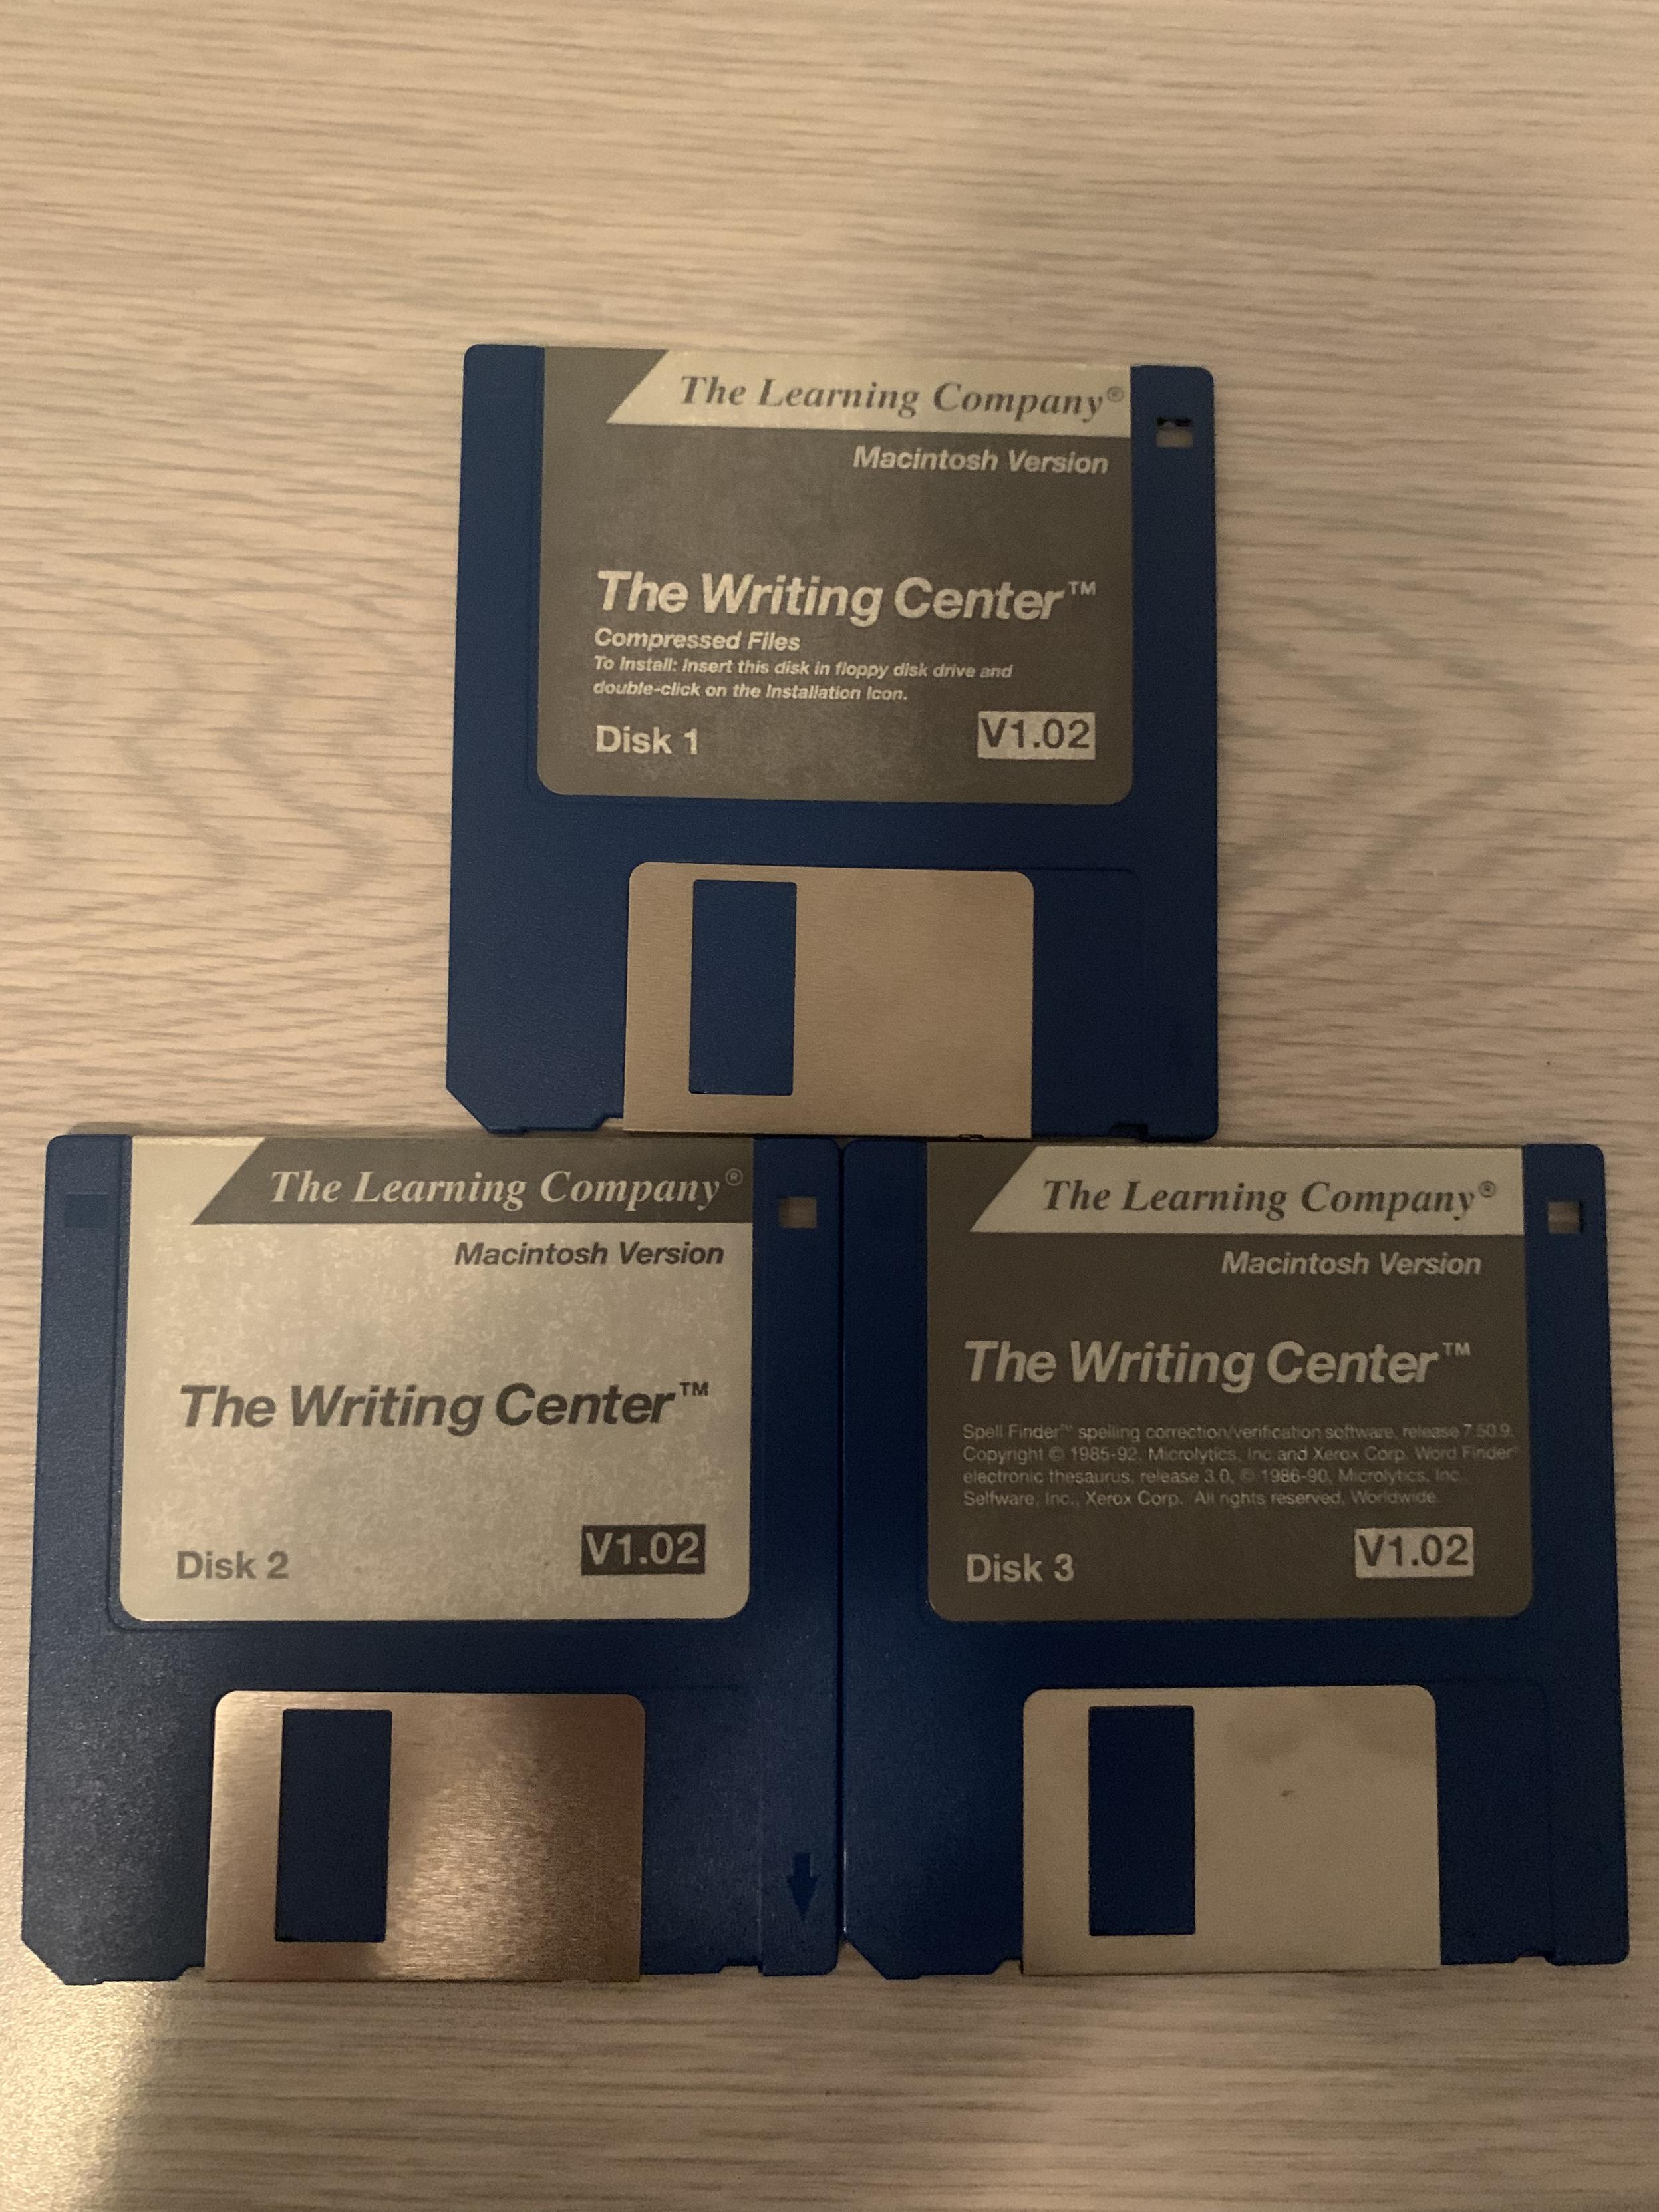 The Learning Company®
Macintosh Version
The Writing Center™
Compressed Files
To Install: Insert this disk in floppy disk drive and
double-click on the Installation Icon.
Disk 1
V1.02
The Learning Company®
Macintosh Version
The Writing Center™
Disk 2
V1.02
The Learning Company®
Macintosh Version
The Writing Center™
Spell Finder™ spelling correction/verification software, release 7.50.9.
Copyright © 1985-92, Microlytics, Inc and Xerox Corp. Word Finder®
electronic thesaurus, release 3.0, © 1986-90, Microlytics, Inc.,
Selfware, Inc., Xerox Corp. All rights reserved, Worldwide.
Disk 3
V1.02